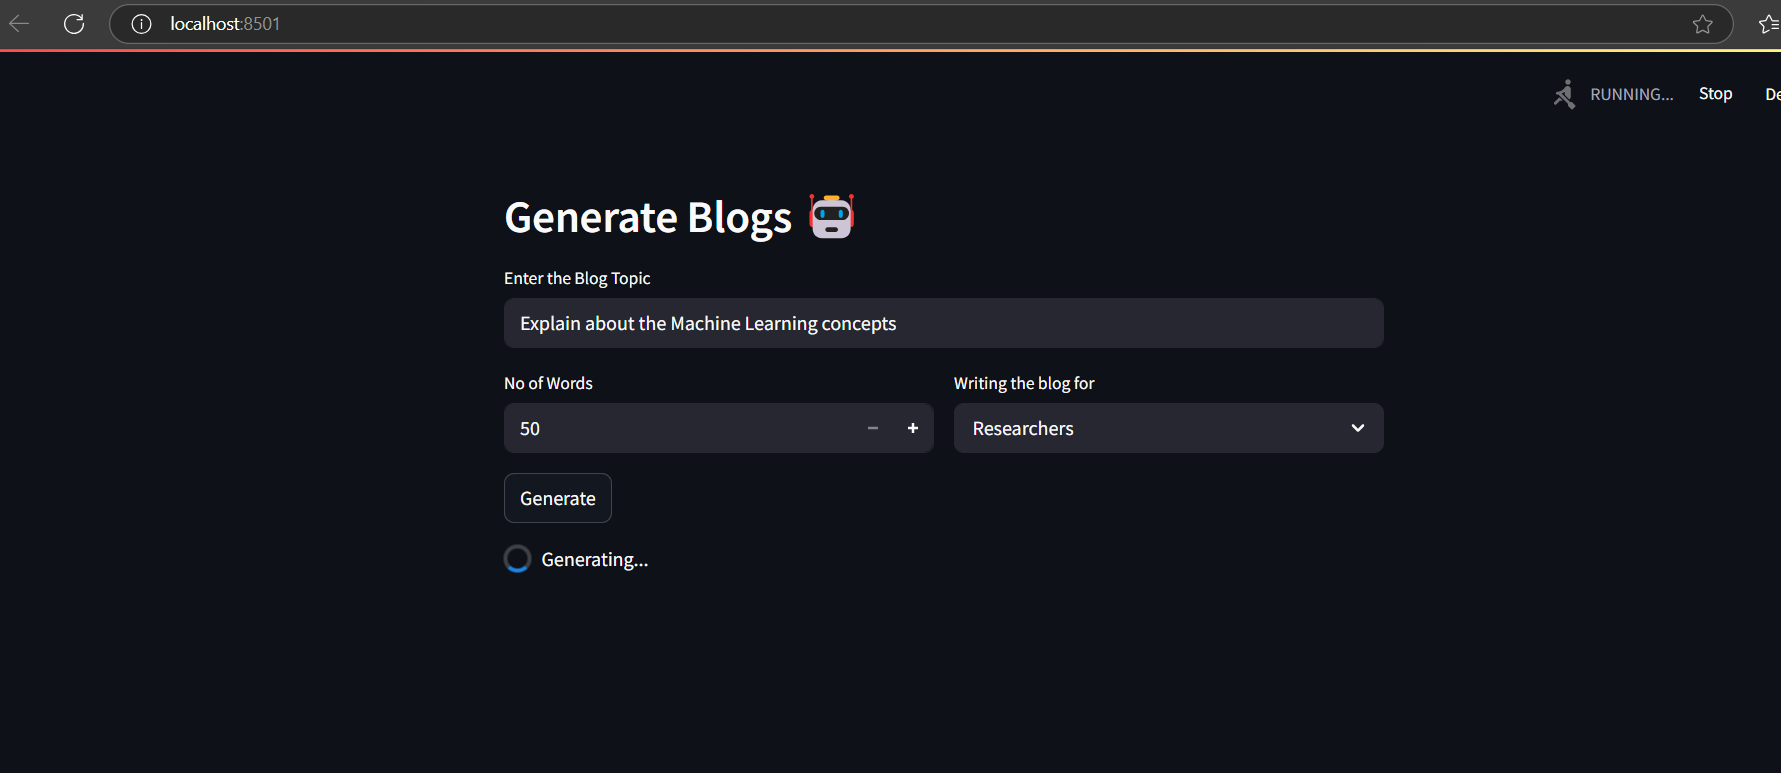 localhost:8501
RUNNING... Stop De
Generate Blogs
Enter the Blog Topic
Explain about the Machine Learning concepts
No of Words Writing the blog for
50 Researchers
Generate
Generating...